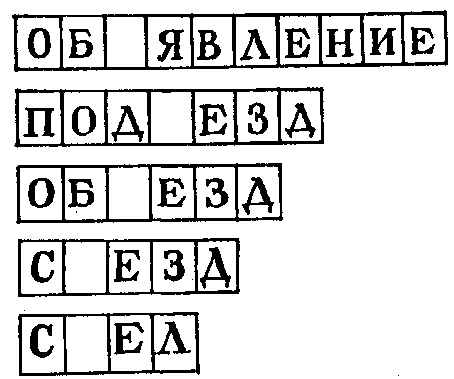 ОБ ЯВЛЕНИЕ
ПОД ЕЗД
ОБ ЕЗД
С ЕЗД
С ЕЛ